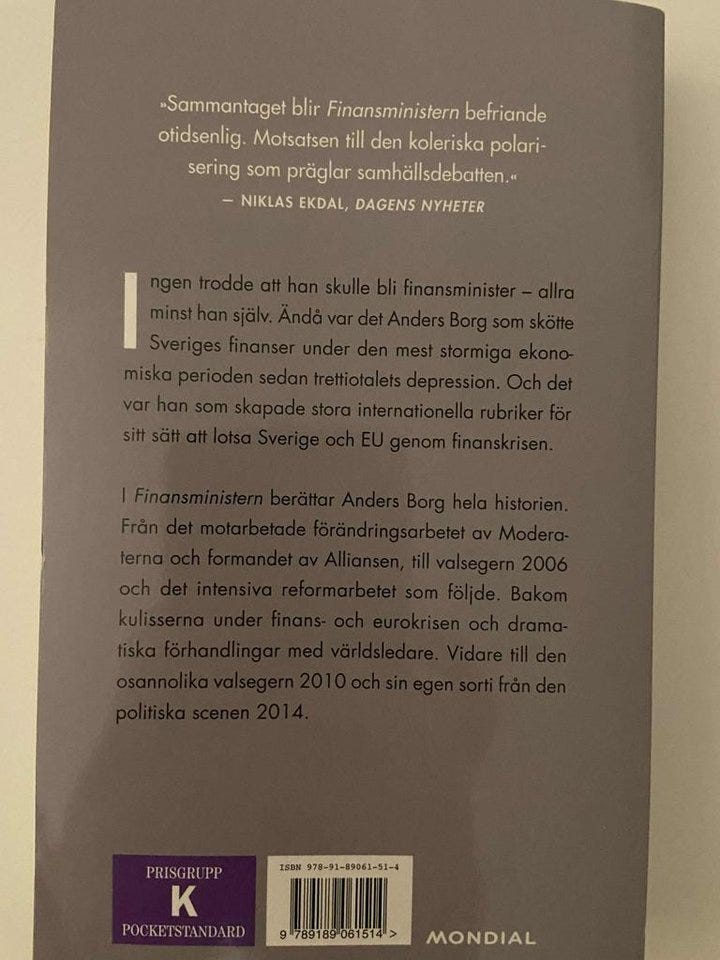 »Sammantaget blir Finansministern befriande
otidsenlig. Motsatsen till den koleriska polari-
sering som präglar samhällsdebatten.«
– NIKLAS EKDAL, DAGENS NYHETER
Ingen trodde att han skulle bli finansminister – allra
minst han själv. Ändå var det Anders Borg som skötte
Sveriges finanser under den mest stormiga ekono-
miska perioden sedan trettiotalets depression. Och det
var han som skapade stora internationella rubriker för
sitt sätt att lotsa Sverige och EU genom finanskrisen.
I Finansministern berättar Anders Borg hela historien.
Från det motarbetade förändringsarbetet av Modera-
terna och formandet av Alliansen, till valsegern 2006
och det intensiva reformarbetet som följde. Bakom
kulisserna under finans- och eurokrisen och drama-
tiska förhandlingar med världsledare. Vidare till den
osannolika valsegern 2010 och sin egen sorti från den
politiska scenen 2014.
PRISGRUPP
K
POCKETSTANDARD
ISBN 978-91-89061-51-4
9 789189 061514 >
MONDIAL